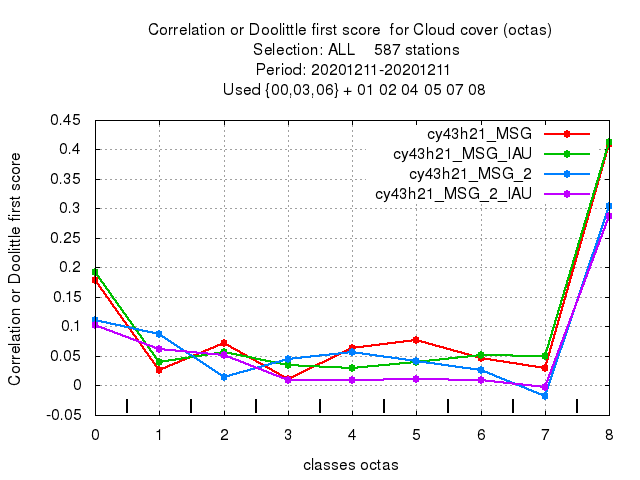 Correlation or Doolittle first score  for Cloud cover (octas)
Selection: ALL    587 stations
Period: 20201211-20201211
Used {00,03,06} + 01 02 04 05 07 08
Correlation or Doolittle first score
0.45
0.4
0.35
0.3
0.25
0.2
0.15
0.1
0.05
0
-0.05
cy43h21_MSG
cy43h21_MSG_IAU
cy43h21_MSG_2
cy43h21_MSG_2_IAU
0 1 2 3 4 5 6 7 8
classes octas